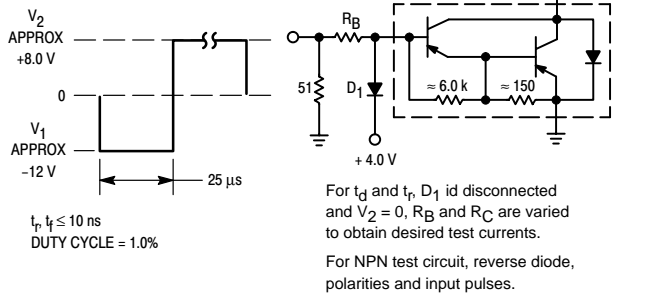 V2
APPROX
+8.0 V
0
V1
APPROX
−12 V
25 μs
tr, tf ≤ 10 ns
DUTY CYCLE = 1.0%
RB
51
D1
+ 4.0 V
≈ 6.0 k
≈ 150
For td and tr, D1 id disconnected
and V2 = 0, RB and RC are varied
to obtain desired test currents.
For NPN test circuit, reverse diode,
polarities and input pulses.